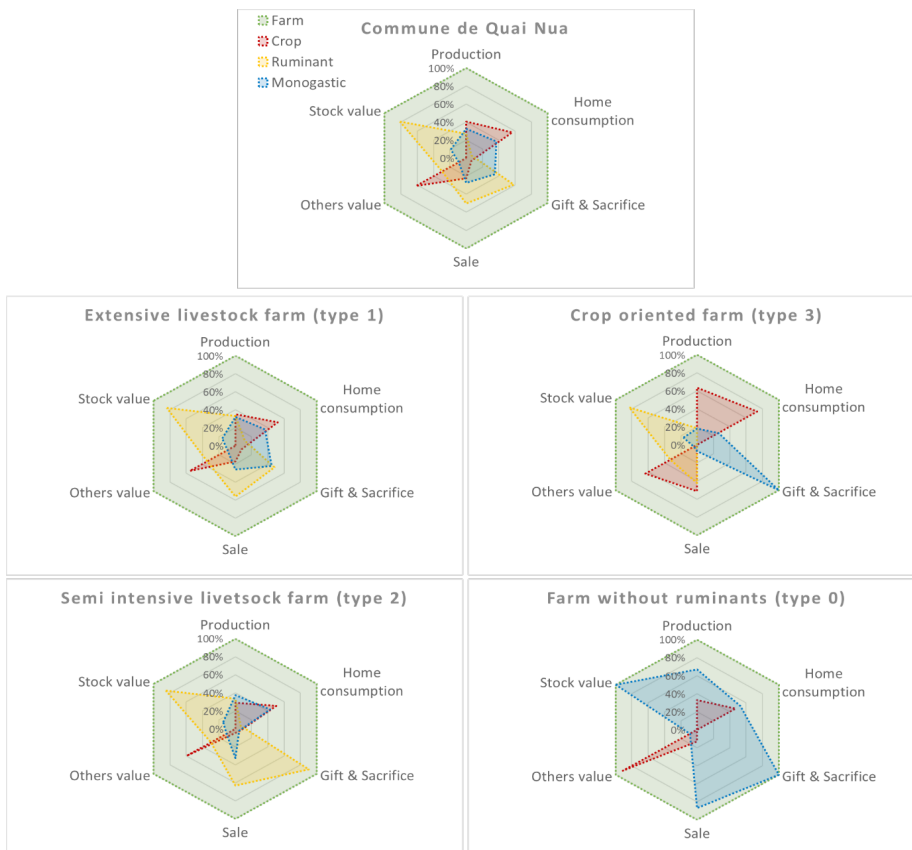 Commune de Quai Nua
Farm
Crop
Ruminant
Monogastic
Production
100%
80%
60%
40%
20%
0%
Home
consumption
Gift & Sacrifice
Sale
Others value
Stock value
Extensive livestock farm (type 1)
Production
100%
80%
60%
40%
20%
0%
Home
consumption
Gift & Sacrifice
Sale
Others value
Stock value
Crop oriented farm (type 3)
Production
100%
80%
60%
40%
20%
0%
Home
consumption
Gift & Sacrifice
Sale
Others value
Stock value
Semi intensive livetsock farm (type 2)
Production
100%
80%
60%
40%
20%
0%
Home
consumption
Gift & Sacrifice
Sale
Others value
Stock value
Farm without ruminants (type 0)
Production
100%
80%
60%
40%
20%
0%
Home
consumption
Gift & Sacrifice
Sale
Others value
Stock value